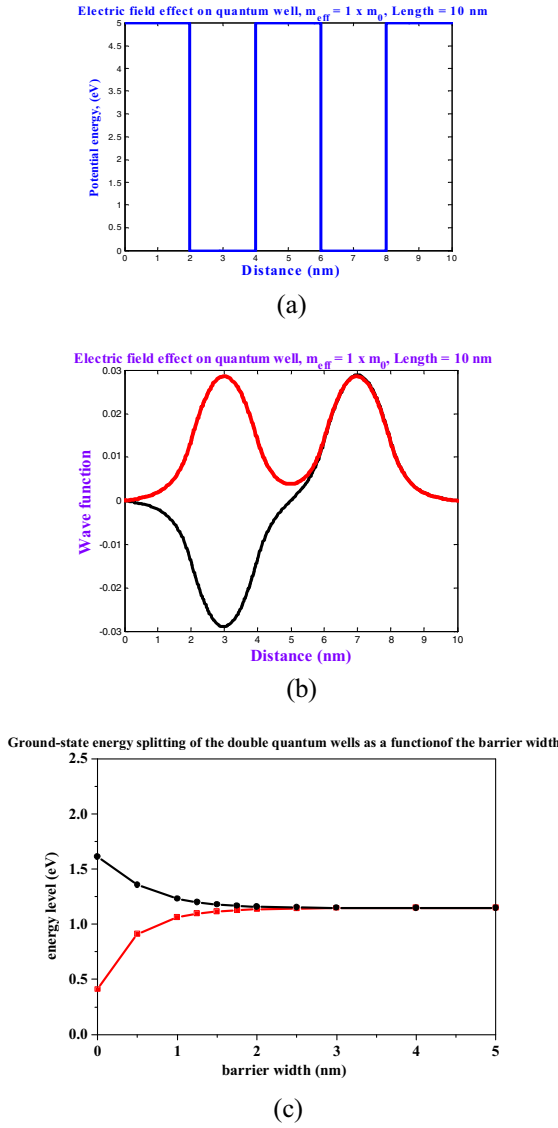 Electric field effect on quantum well, m_eff = 1 x m_0, Length = 10 nm
Potential energy, (eV)
5
4.5
4
3.5
3
2.5
2
1.5
1
0.5
0
0 1 2 3 4 5 6 7 8 9 10
Distance (nm)
(a)
Electric field effect on quantum well, m_eff = 1 x m_0, Length = 10 nm
Wave function
0.03
0.02
0.01
0
-0.01
-0.02
-0.03
0 1 2 3 4 5 6 7 8 9 10
Distance (nm)
(b)
Ground-state energy splitting of the double quantum wells as a functionof the barrier width
energy level (eV)
2.5
2.0
1.5
1.0
0.5
0.0
0 1 2 3 4 5
barrier width (nm)
(c)